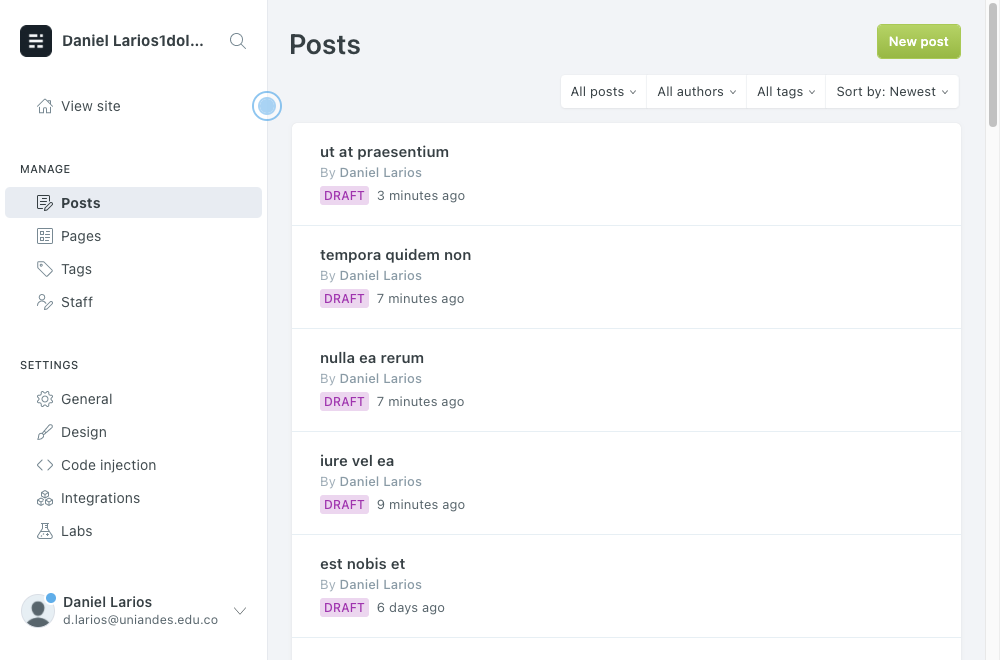 Daniel Larios1dol...
View site
MANAGE
Posts
Pages
Tags
Staff
SETTINGS
General
Design
Code injection
Integrations
Labs
Daniel Larios
d.larios@uniandes.edu.co
Posts
New post
All posts
All authors
All tags
Sort by: Newest
ut at praesentium
By Daniel Larios
DRAFT 3 minutes ago
tempora quidem non
By Daniel Larios
DRAFT 7 minutes ago
nulla ea rerum
By Daniel Larios
DRAFT 7 minutes ago
iure vel ea
By Daniel Larios
DRAFT 9 minutes ago
est nobis et
By Daniel Larios
DRAFT 6 days ago